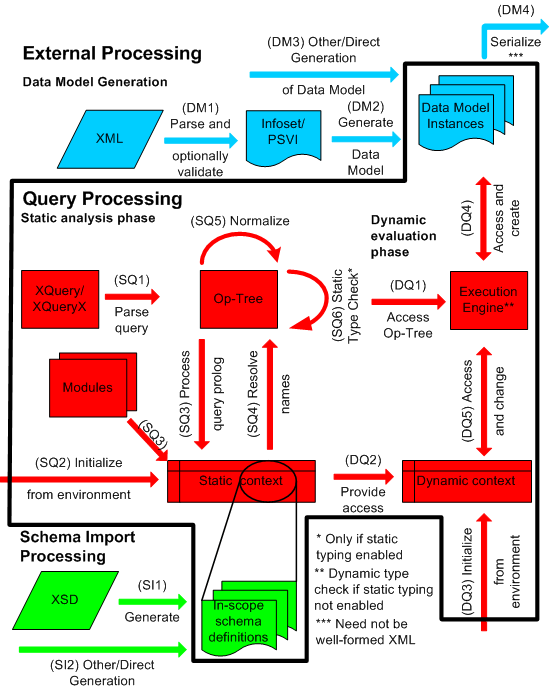 (DM4)
Serialize
***
External Processing
Data Model Generation
(DM3) Other/Direct
Generation
of Data Model
XML
(DM1)
Parse and
optionally
validate
Infoset/
PSVI
(DM2)
Generate
Data
Model
Data Model
Instances
Query Processing
Static analysis phase
(SQ5) Normalize
Dynamic
evaluation
phase
(DQ4)
Access and
create
XQuery/
XQueryX
(SQ1)
Parse
query
Op-Tree
(SQ6) Static
Type Check*
(DQ1)
Access
Op-Tree
Execution
Engine**
Modules
(SQ3)
(SQ3) Process
query prolog
(SQ4) Resolve
names
(DQ5) Access
and change
(SQ2) Initialize
from environment
Static context
(DQ2)
Provide
access
Dynamic context
Schema Import
Processing
XSD
(SI1)
Generate
In-scope
schema
definitions
(SI2) Other/Direct
Generation
* Only if static
typing enabled
** Dynamic type
check if static typing
not enabled
*** Need not be
well-formed XML
(DQ3) Initialize
from
environment